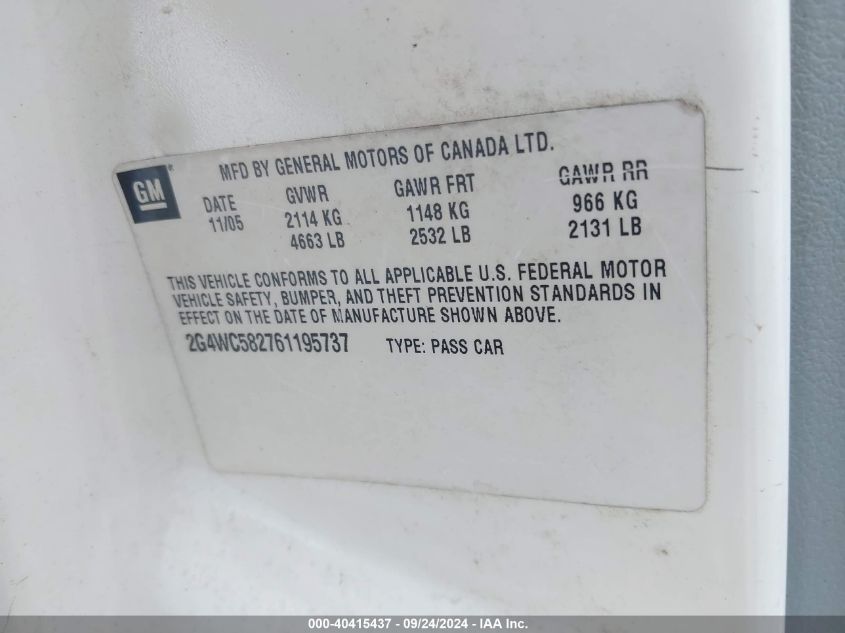 MFD BY GENERAL MOTORS OF CANADA LTD.
GM®
DATE GVWR GAWR FRT GAWR RR
11/05 2114 KG 1148 KG 966 KG
4663 LB 2532 LB 2131 LB
THIS VEHICLE CONFORMS TO ALL APPLICABLE U.S. FEDERAL MOTOR
VEHICLE SAFETY, BUMPER, AND THEFT PREVENTION STANDARDS IN
EFFECT ON THE DATE OF MANUFACTURE SHOWN ABOVE.
2G4WC582761195737 TYPE: PASS CAR
000-40415437 - 09/24/2024 - IAA Inc.